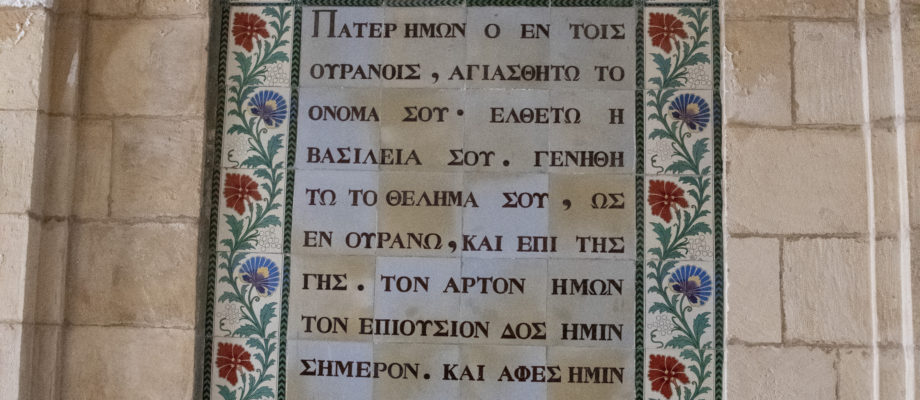 ΠΑΤΕΡ ΗΜΩΝ Ο ΕΝ ΤΟΙΣ
ΟΥΡΑΝΟΙΣ, ΑΓΙΑΣΘΗΤΩ ΤΟ
ΟΝΟΜΑ ΣΟΥ· ΕΛΘΕΤΩ Η
ΒΑΣΙΛΕΙΑ ΣΟΥ. ΓΕΝΗΘΗ
ΤΩ ΤΟ ΘΕΛΗΜΑ ΣΟΥ, ΩΣ
ΕΝ ΟΥΡΑΝΩ, ΚΑΙ ΕΠΙ ΤΗΣ
ΓΗΣ. ΤΟΝ ΑΡΤΟΝ ΗΜΩΝ
ΤΟΝ ΕΠΙΟΥΣΙΟΝ ΔΟΣ ΗΜΙΝ
ΣΗΜΕΡΟΝ. ΚΑΙ ΑΦΕΣ ΗΜΙΝ